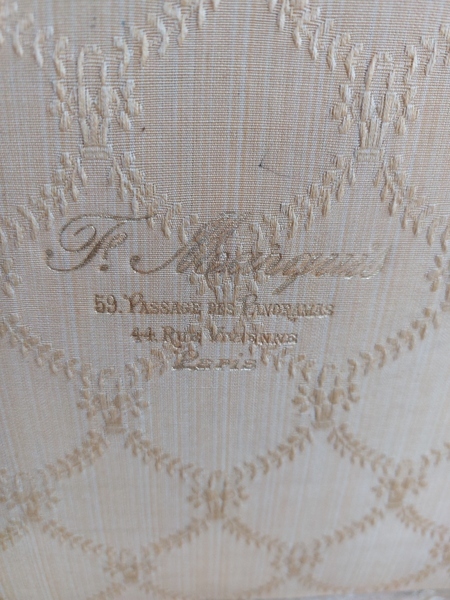 F. Marquis
59. PASSAGE DES PANORAMAS
44. RUE VIVIENNE
PARIS